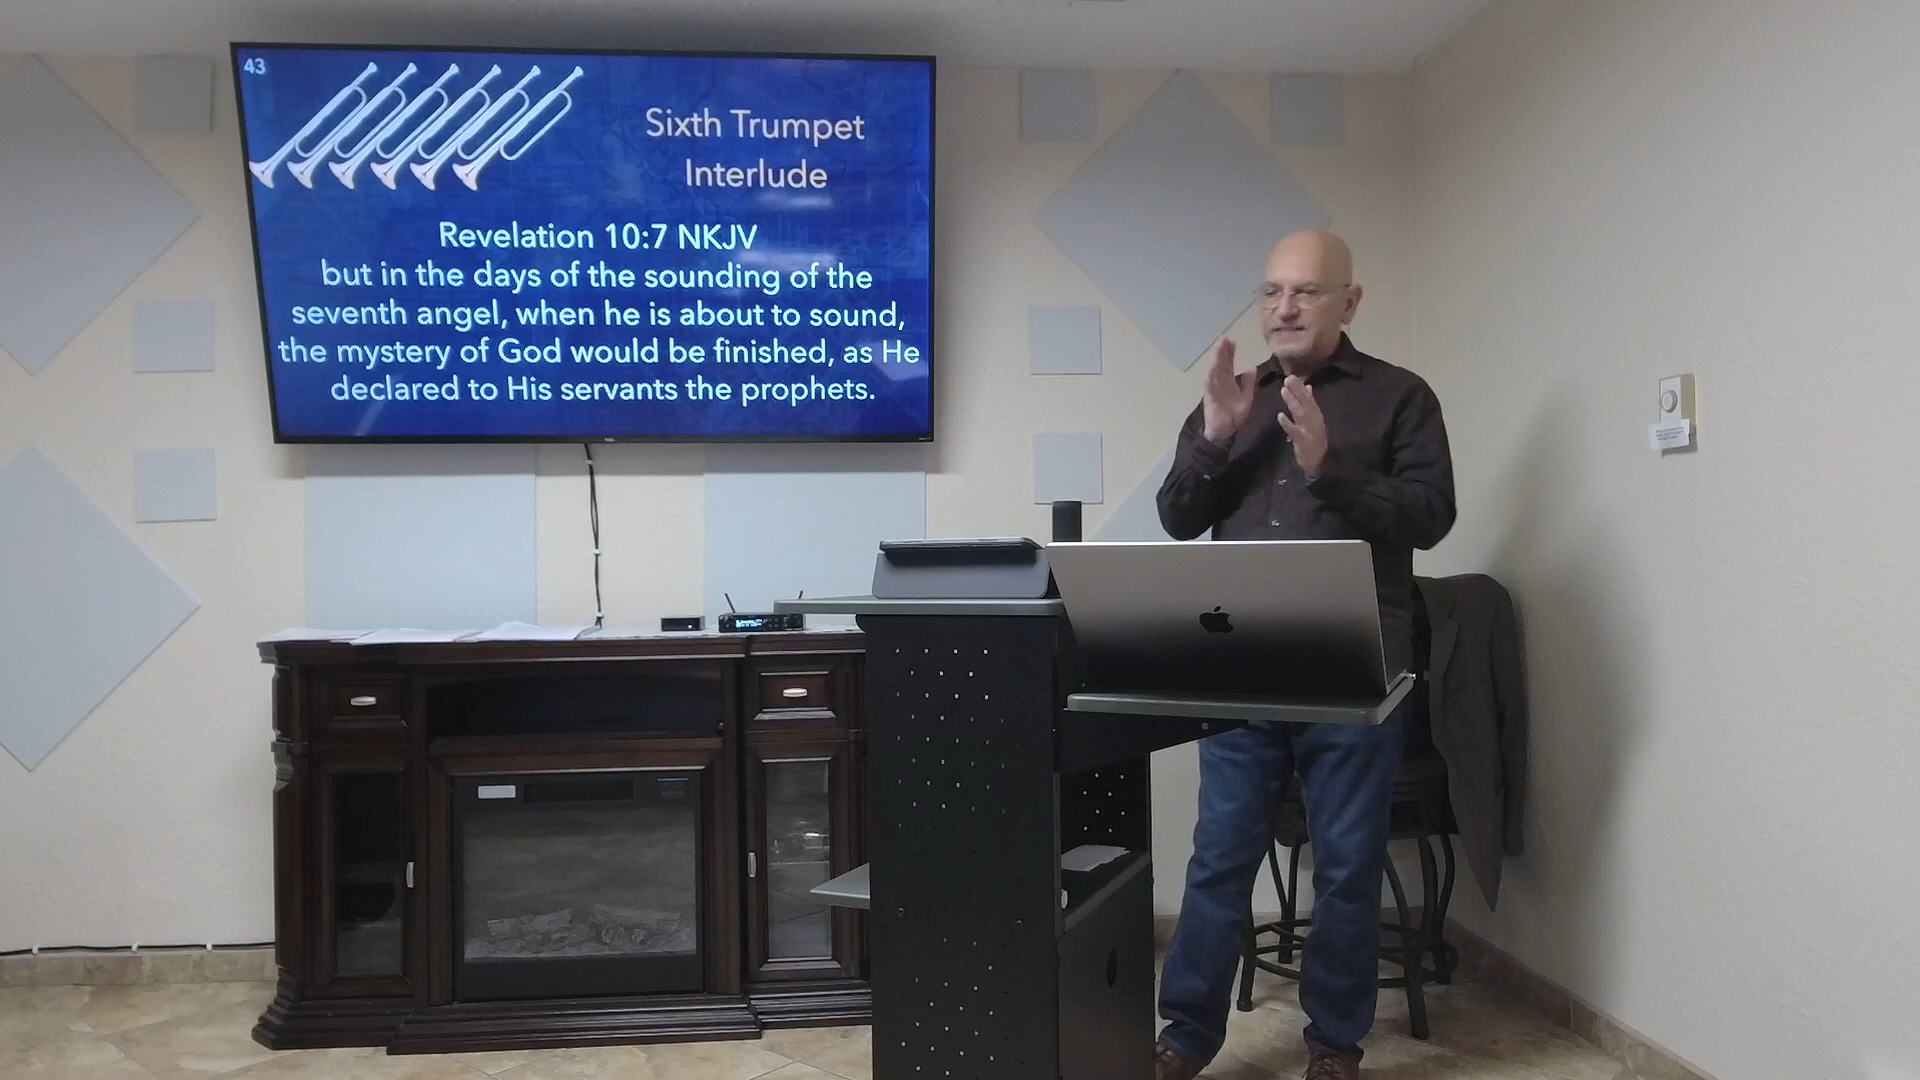 43
Sixth Trumpet
Interlude
Revelation 10:7 NKJV
but in the days of the sounding of the
seventh angel, when he is about to sound,
the mystery of God would be finished, as He
declared to His servants the prophets.